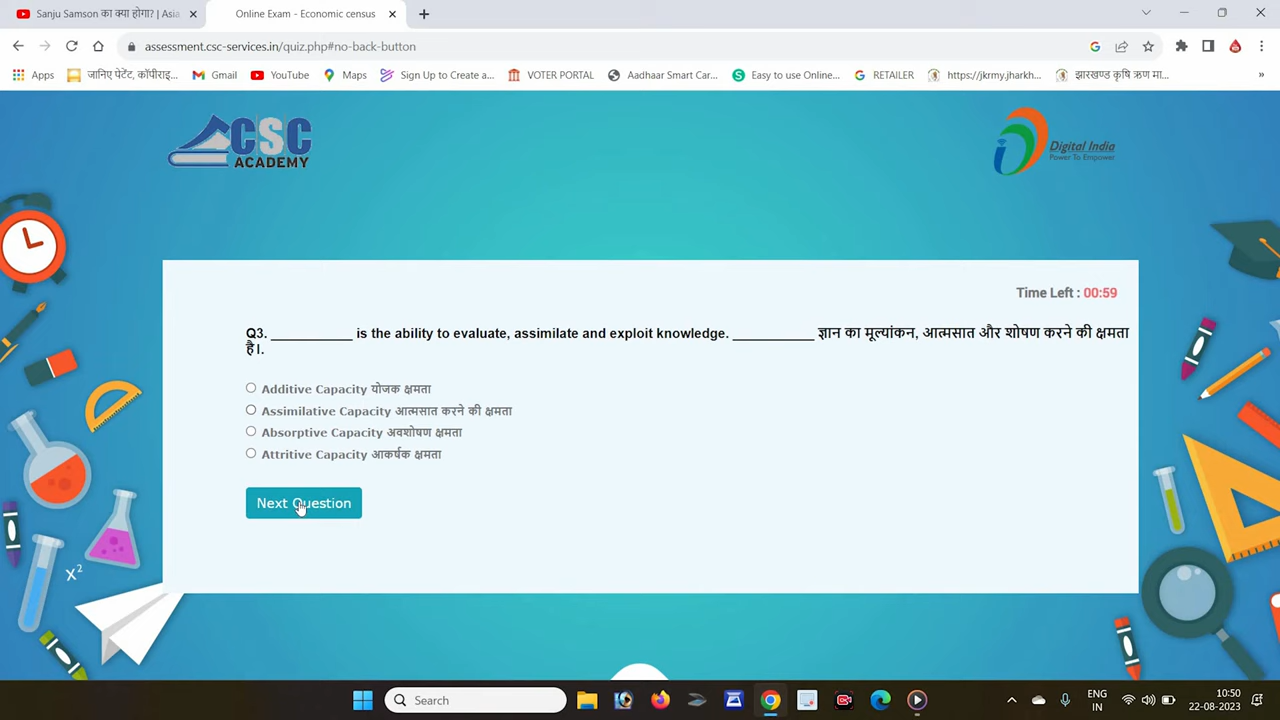 Sanju Samson का क्या होगा? | Asia
Online Exam - Economic census
assessment.csc-services.in/quiz.php#no-back-button
Apps
जानिए पेटेंट, कॉपीराइ...
Gmail
YouTube
Maps
Sign Up to Create a...
VOTER PORTAL
Aadhaar Smart Car...
Easy to use Online...
RETAILER
https://jkrmy.jharkh...
झारखण्ड कृषि ऋण मा...
»
CSC
ACADEMY
Digital India
Power To Empower
Time Left : 00:59
Q3. __________ is the ability to evaluate, assimilate and exploit knowledge. __________ ज्ञान का मूल्यांकन, आत्मसात और शोषण करने की क्षमता
है।.
Additive Capacity योजक क्षमता
Assimilative Capacity आत्मसात करने की क्षमता
Absorptive Capacity अवशोषण क्षमता
Attritive Capacity आकर्षक क्षमता
Next Question
x²
Search
ENG
IN
10:50
22-08-2023